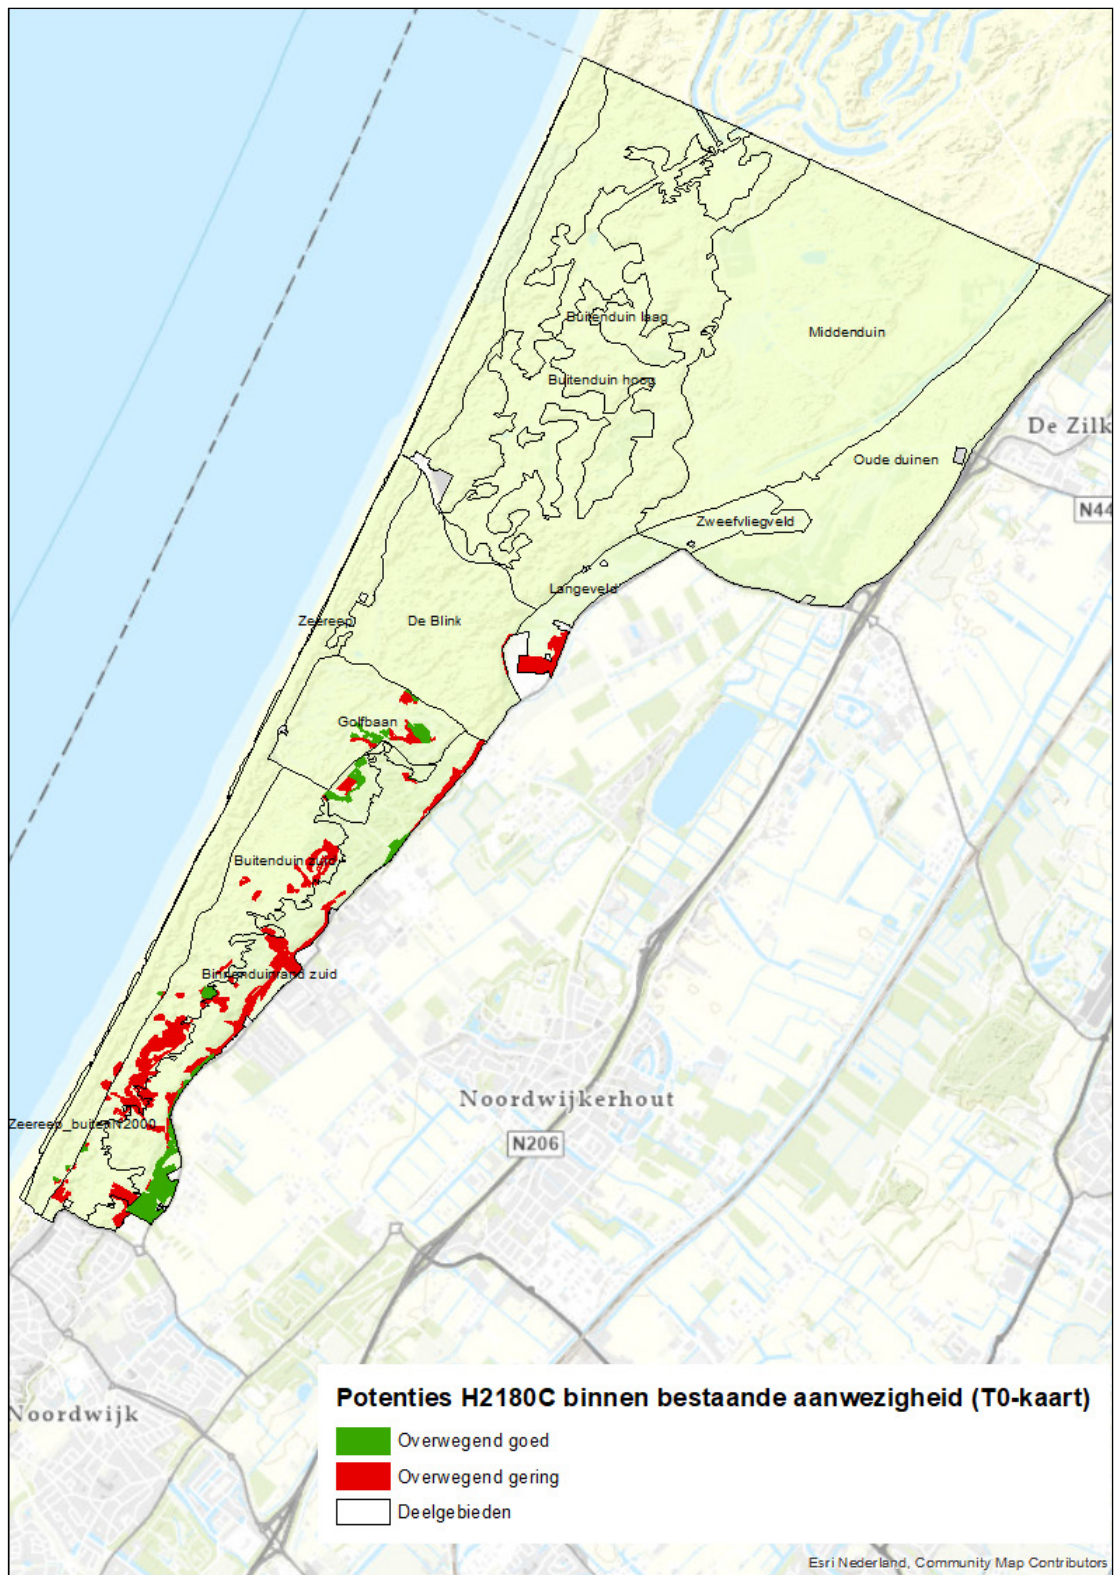 Buitenduin laag
Middenduin
Buitenduin hoog
De Zilk
Oude duinen
N44
Zweefvliegveld
Langeveld
Zeereep
De Blink
Golfbaan
Buitenduin zuid
Binnenduinrand zuid
Noordwijkerhout
Zeereep_buitenN2000
N206
Noordwijk
Potenties H2180C binnen bestaande aanwezigheid (T0-kaart)
Overwegend goed
Overwegend gering
Deelgebieden
Esri Nederland, Community Map Contributors